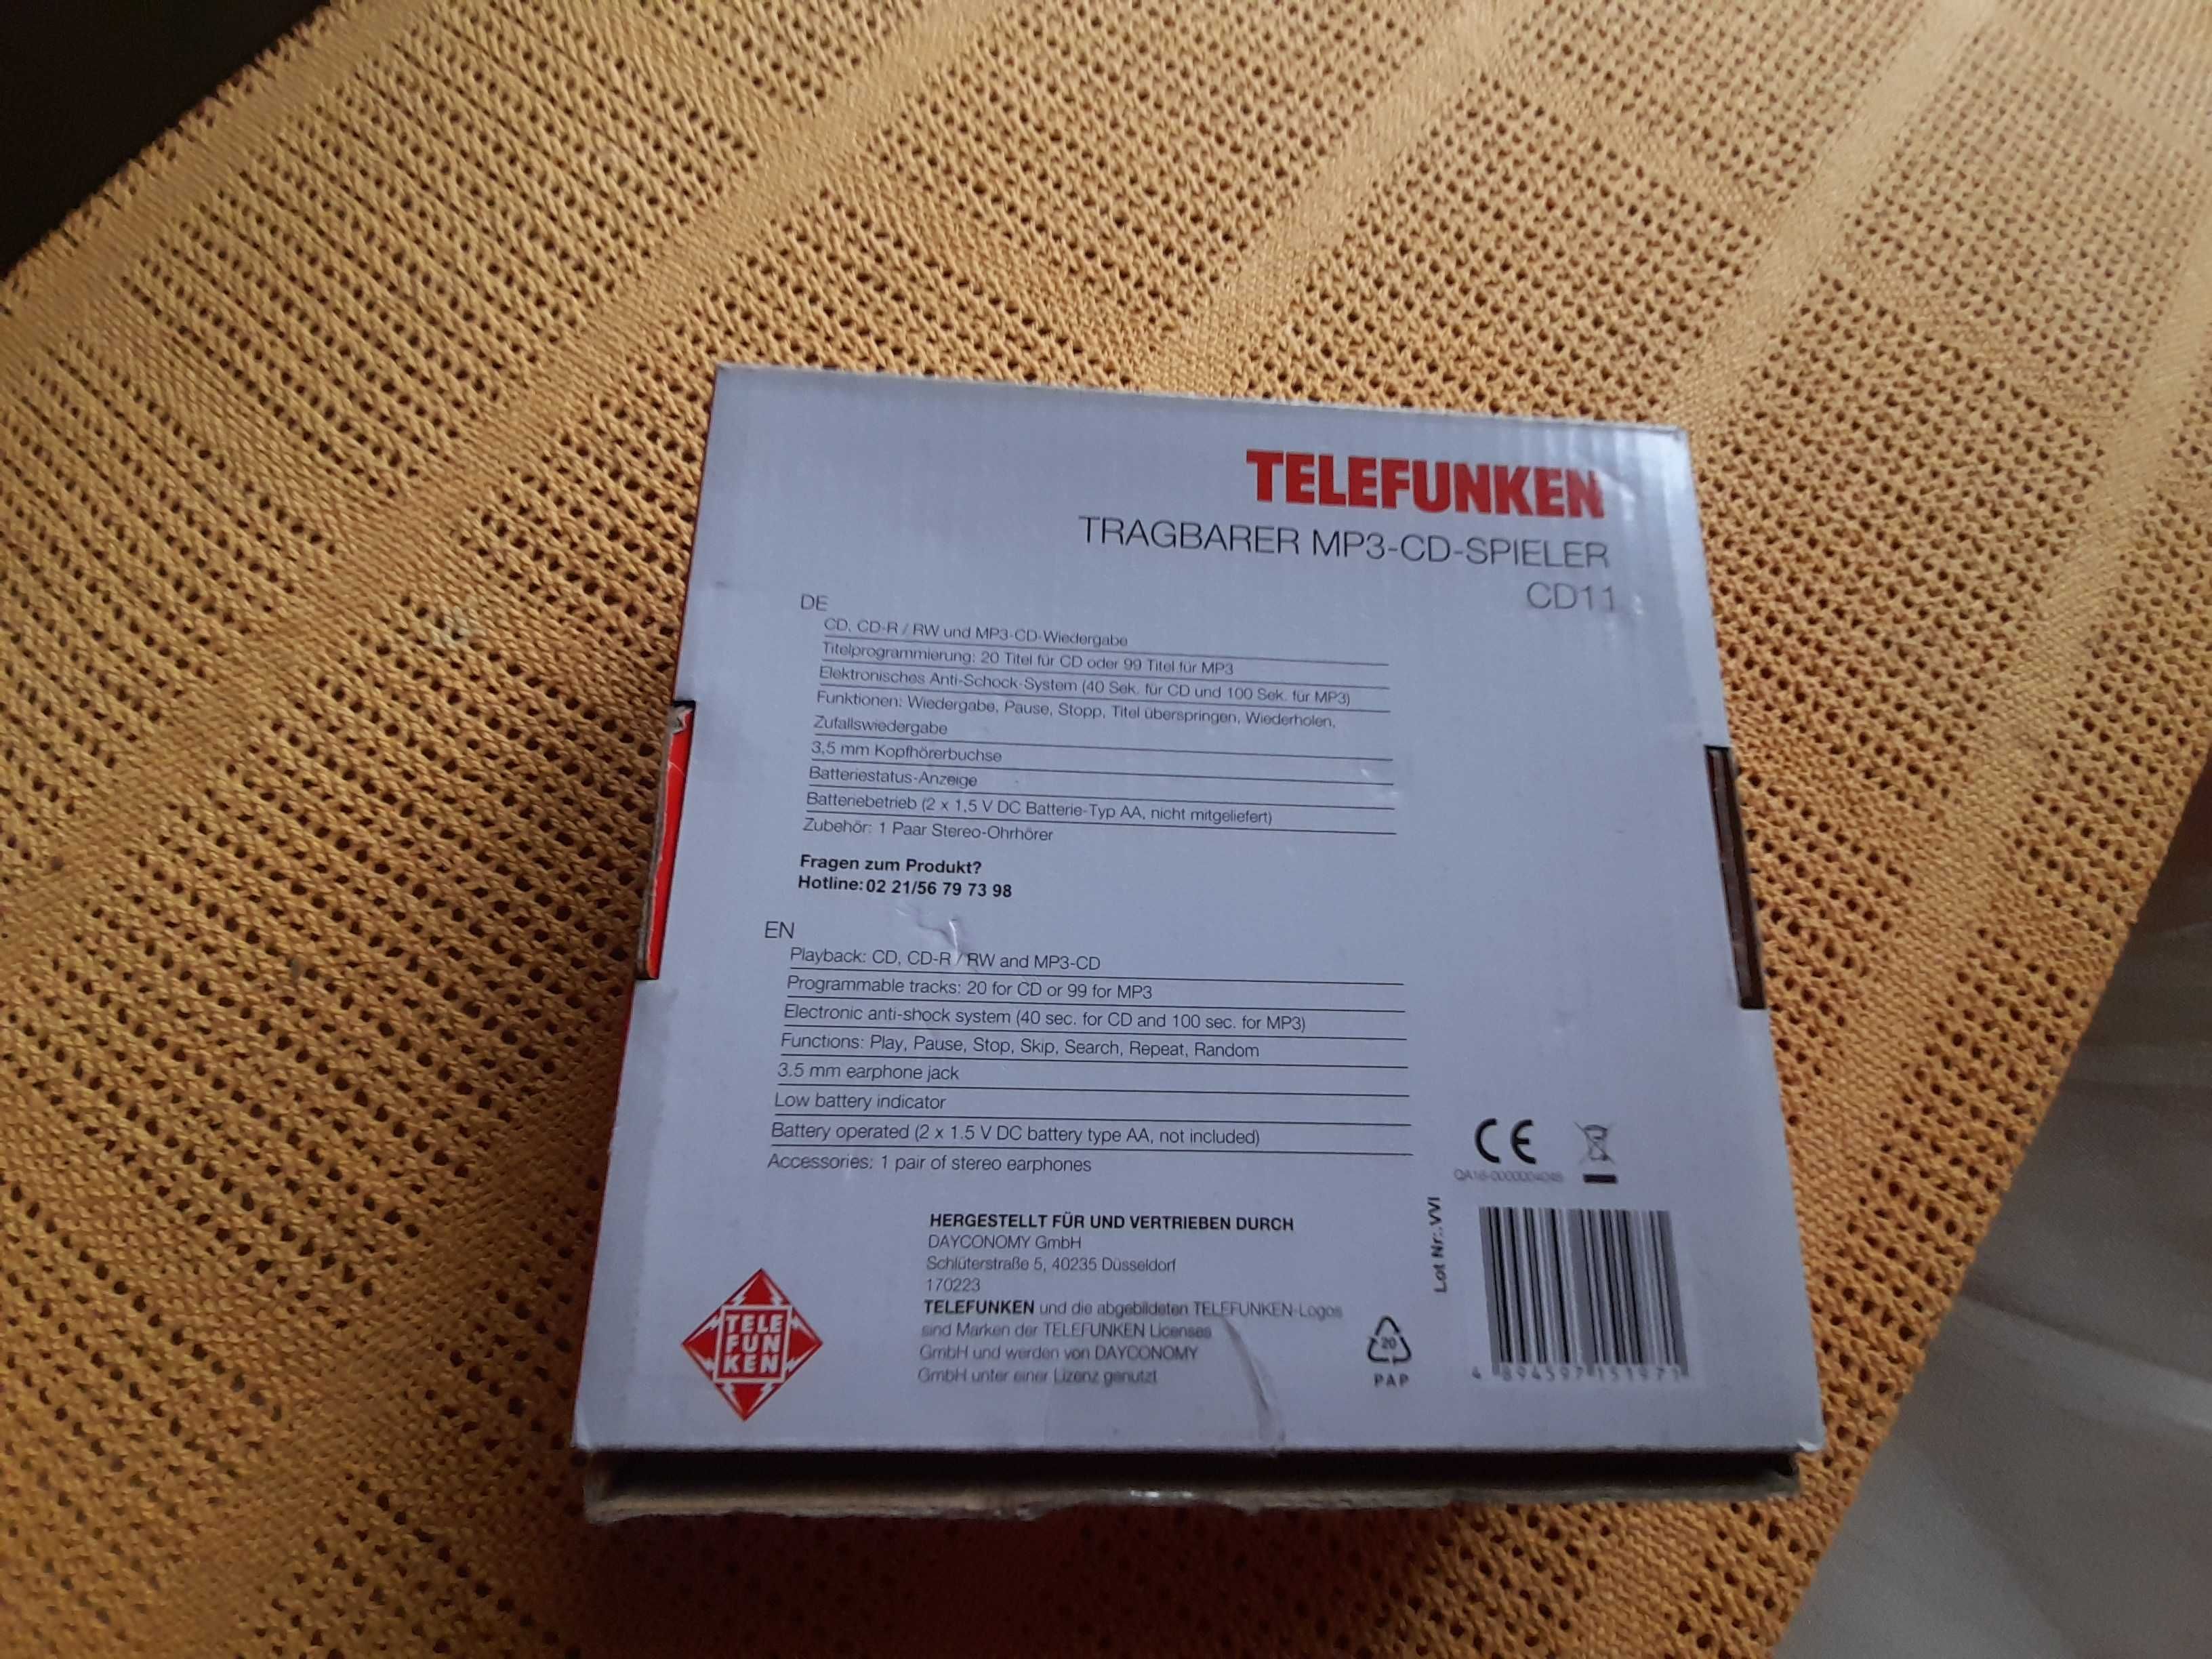 TELEFUNKEN
TRAGBARER MP3-CD-SPIELER
CD11
DE
CD, CD-R / RW und MP3-CD-Wiedergabe
Titelprogrammierung: 20 Titel für CD oder 99 Titel für MP3
Elektronisches Anti-Schock-System (40 Sek. für CD und 100 Sek. für MP3)
Funktionen: Wiedergabe, Pause, Stopp, Titel überspringen, Wiederholen,
Zufallswiedergabe
3,5 mm Kopfhörerbuchse
Batteriestatus-Anzeige
Batteriebetrieb (2 x 1,5 V DC Batterie-Typ AA, nicht mitgeliefert)
Zubehör: 1 Paar Stereo-Ohrhörer
Fragen zum Produkt?
Hotline: 02 21/56 79 73 98
EN
Playback: CD, CD-R / RW and MP3-CD
Programmable tracks: 20 for CD or 99 for MP3
Electronic anti-shock system (40 sec. for CD and 100 sec. for MP3)
Functions: Play, Pause, Stop, Skip, Search, Repeat, Random
3.5 mm earphone jack
Low battery indicator
Battery operated (2 x 1.5 V DC battery type AA, not included)
Accessories: 1 pair of stereo earphones
CE
HERGESTELLT FÜR UND VERTRIEBEN DURCH
DAYCONOMY GmbH
Schlüterstraße 5, 40235 Düsseldorf
170223
TELEFUNKEN und die abgebildeten TELEFUNKEN-Logos
sind Marken der TELEFUNKEN Licenses
GmbH und werden von DAYCONOMY
GmbH unter einer Lizenz genutzt
TELE
FUN
KEN
20
PAP
Lot Nr.: VVI
4 894597 151971